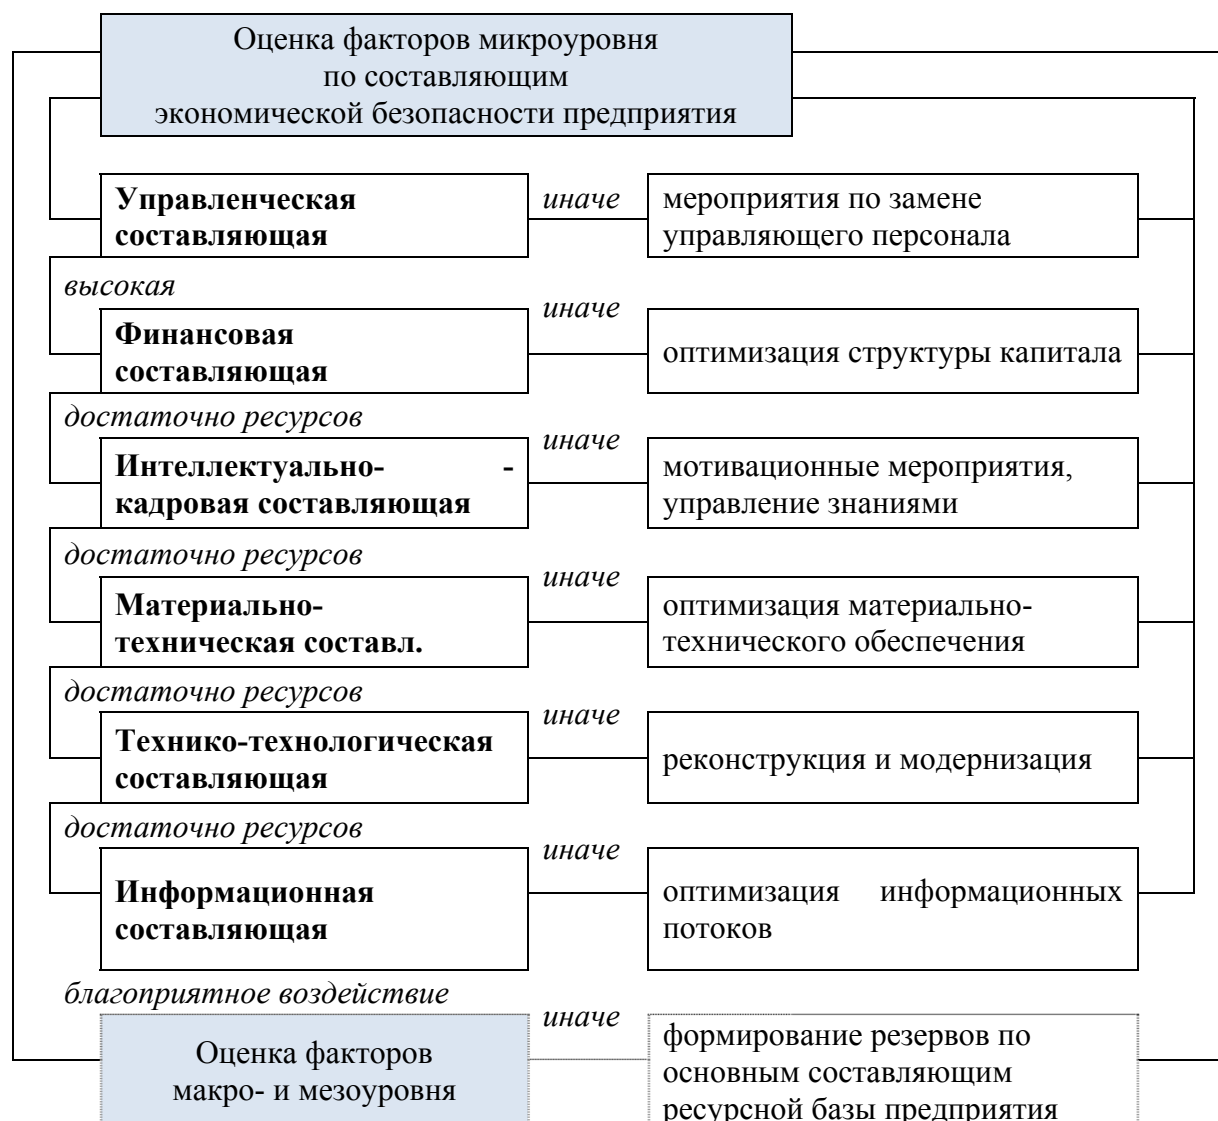 Оценка факторов микроуровня
по составляющим
экономической безопасности предприятия
Управленческая
составляющая
иначе
мероприятия по замене
управляющего персонала
высокая
Финансовая
составляющая
иначе
оптимизация структуры капитала
достаточно ресурсов
Интеллектуально- -
кадровая составляющая
иначе
мотивационные мероприятия,
управление знаниями
достаточно ресурсов
Материально-
техническая составл.
иначе
оптимизация материально-
технического обеспечения
достаточно ресурсов
Технико-технологическая
составляющая
иначе
реконструкция и модернизация
достаточно ресурсов
Информационная
составляющая
иначе
оптимизация информационных
потоков
благоприятное воздействие
Оценка факторов
макро- и мезоуровня
иначе
формирование резервов по
основным составляющим
ресурсной базы предприятия